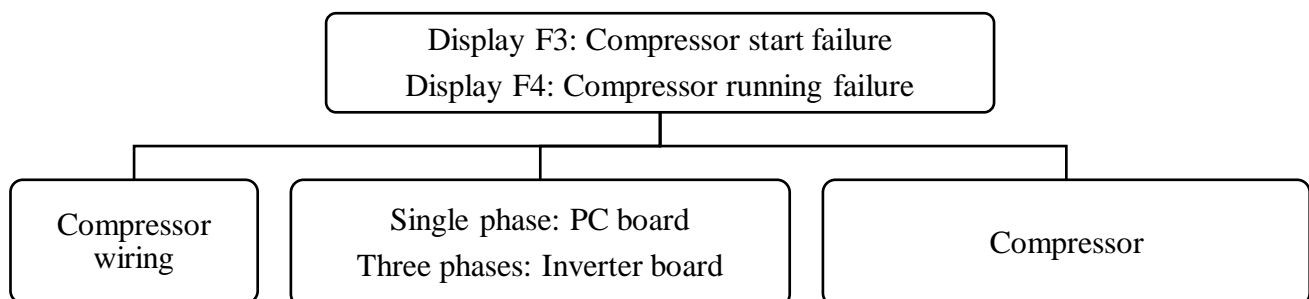 Display F3: Compressor start failure
Display F4: Compressor running failure
Compressor
wiring
Single phase: PC board
Three phases: Inverter board
Compressor